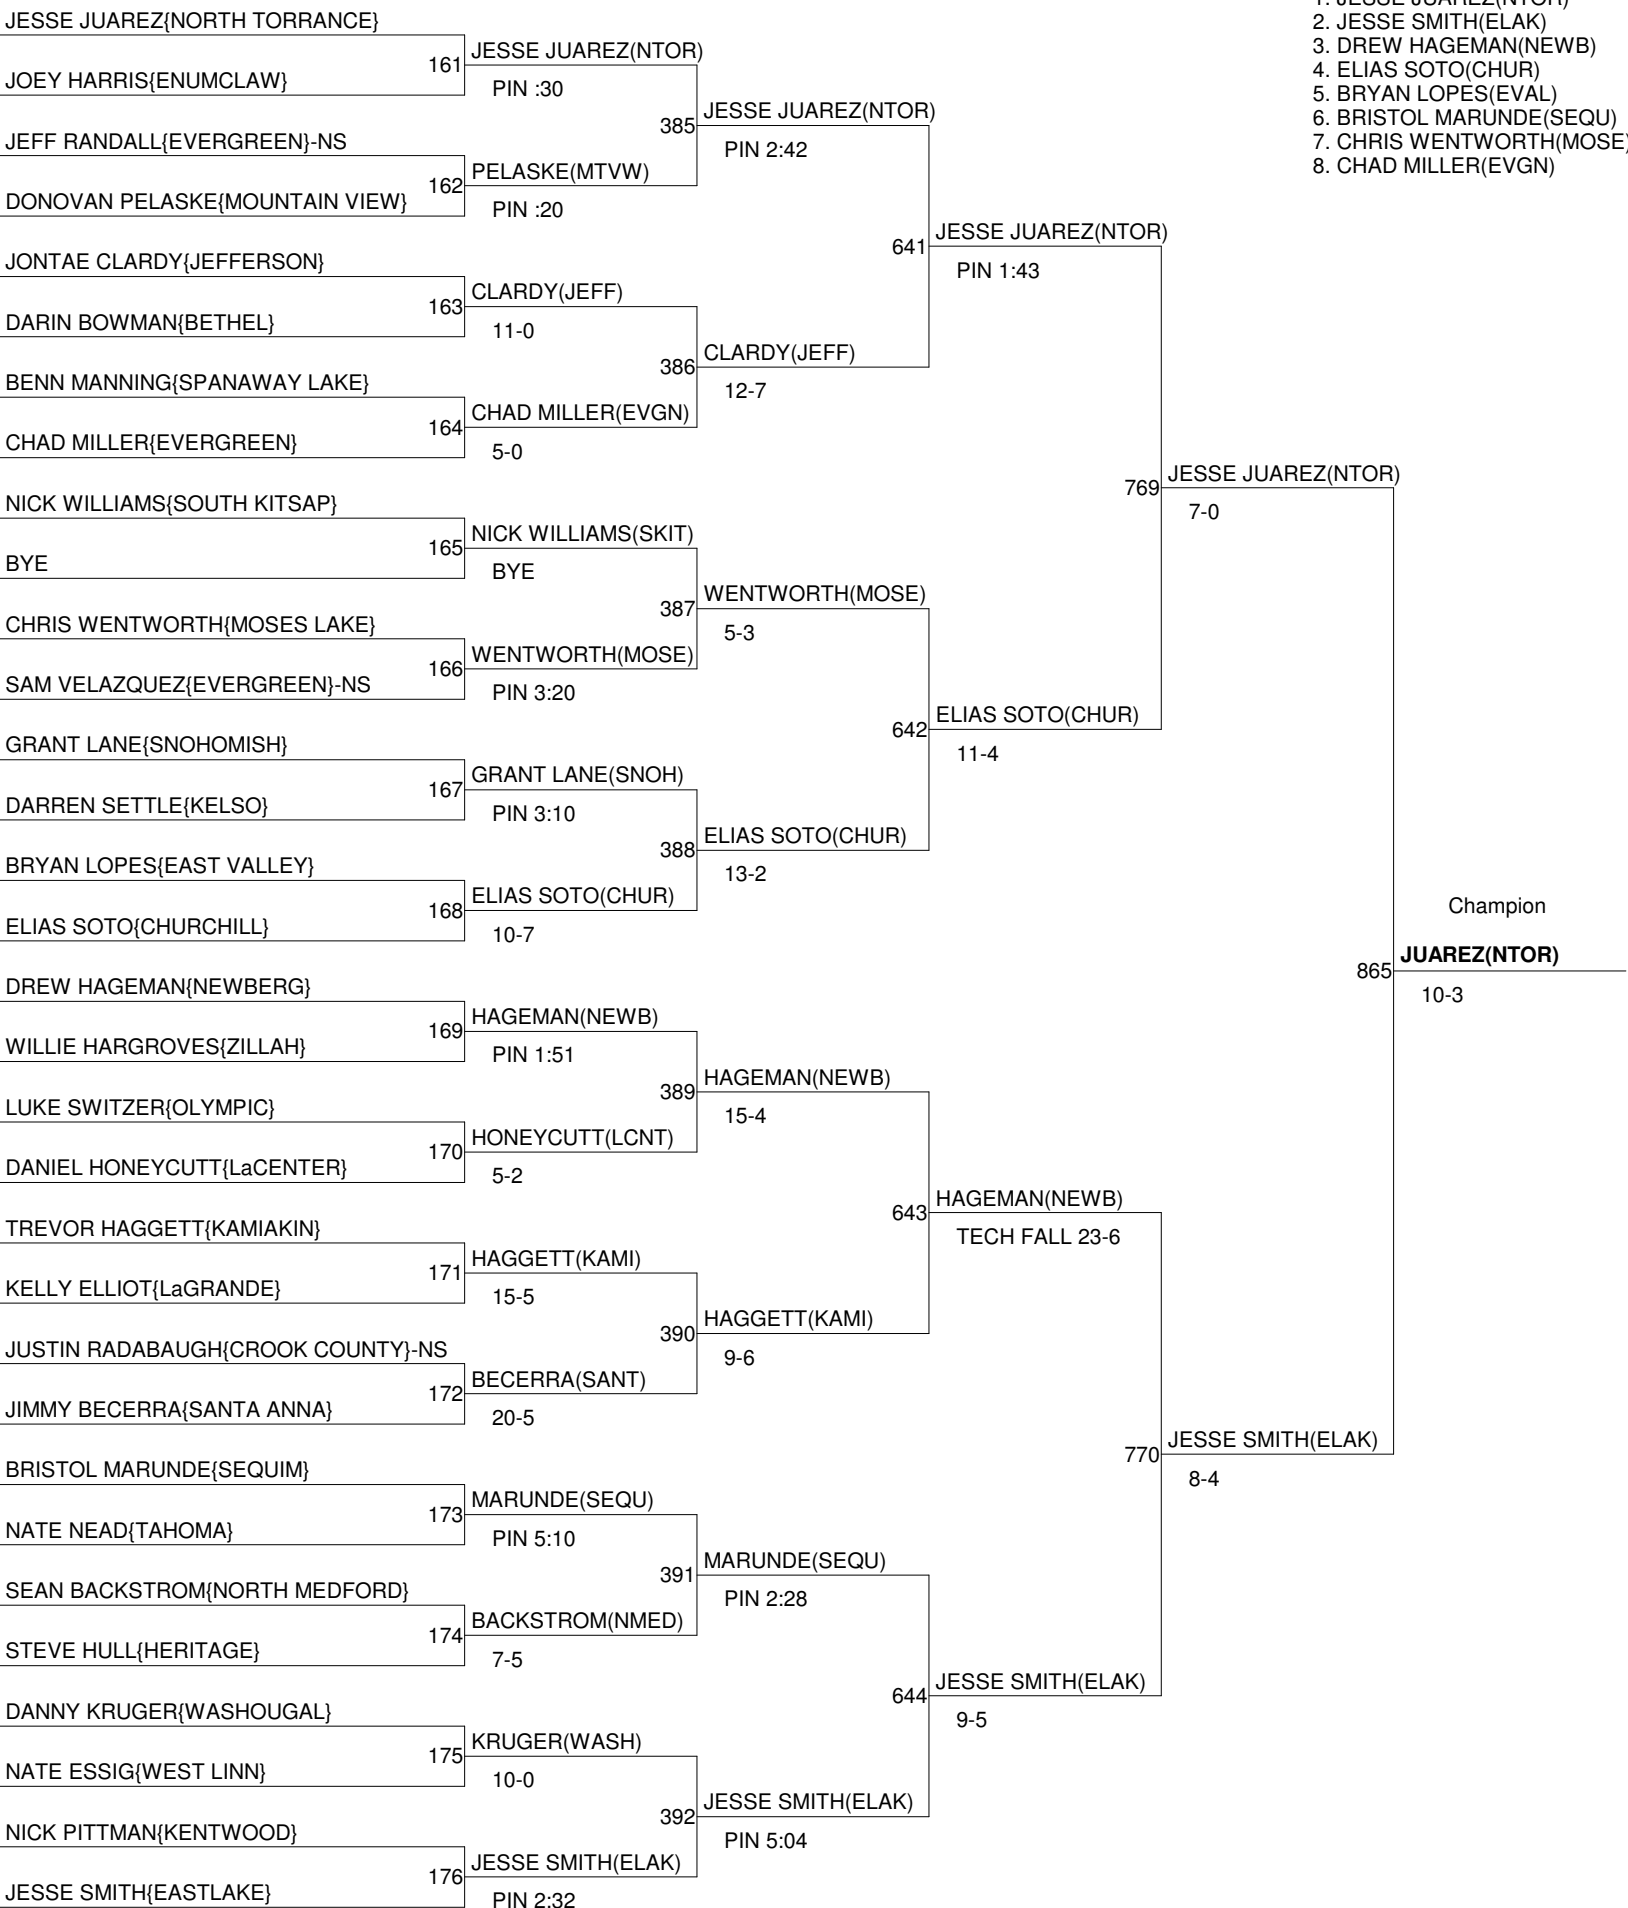 1. JESSE JUAREZ(NTOR)
2. JESSE SMITH(ELAK)
3. DREW HAGEMAN(NEWB)
4. ELIAS SOTO(CHUR)
5. BRYAN LOPES(EVAL)
6. BRISTOL MARUNDE(SEQU)
7. CHRIS WENTWORTH(MOSE)
8. CHAD MILLER(EVGN)
JESSE JUAREZ{NORTH TORRANCE}
JOEY HARRIS{ENUMCLAW}
JEFF RANDALL{EVERGREEN}-NS
DONOVAN PELASKE{MOUNTAIN VIEW}
JONTAE CLARDY{JEFFERSON}
DARIN BOWMAN{BETHEL}
BENN MANNING{SPANAWAY LAKE}
CHAD MILLER{EVERGREEN}
NICK WILLIAMS{SOUTH KITSAP}
BYE
CHRIS WENTWORTH{MOSES LAKE}
SAM VELAZQUEZ{EVERGREEN}-NS
GRANT LANE{SNOHOMISH}
DARREN SETTLE{KELSO}
BRYAN LOPES{EAST VALLEY}
ELIAS SOTO{CHURCHILL}
DREW HAGEMAN{NEWBERG}
WILLIE HARGROVES{ZILLAH}
LUKE SWITZER{OLYMPIC}
DANIEL HONEYCUTT{LaCENTER}
TREVOR HAGGETT{KAMIAKIN}
KELLY ELLIOT{LaGRANDE}
JUSTIN RADABAUGH{CROOK COUNTY}-NS
JIMMY BECERRA{SANTA ANNA}
BRISTOL MARUNDE{SEQUIM}
NATE NEAD{TAHOMA}
SEAN BACKSTROM{NORTH MEDFORD}
STEVE HULL{HERITAGE}
DANNY KRUGER{WASHOUGAL}
NATE ESSIG{WEST LINN}
NICK PITTMAN{KENTWOOD}
JESSE SMITH{EASTLAKE}
161 JESSE JUAREZ(NTOR)
PIN :30
162 PELASKE(MTVW)
PIN :20
163 CLARDY(JEFF)
11-0
164 CHAD MILLER(EVGN)
5-0
165 NICK WILLIAMS(SKIT)
BYE
166 WENTWORTH(MOSE)
PIN 3:20
167 GRANT LANE(SNOH)
PIN 3:10
168 ELIAS SOTO(CHUR)
10-7
169 HAGEMAN(NEWB)
PIN 1:51
170 HONEYCUTT(LCNT)
5-2
171 HAGGETT(KAMI)
15-5
172 BECERRA(SANT)
20-5
173 MARUNDE(SEQU)
PIN 5:10
174 BACKSTROM(NMED)
7-5
175 KRUGER(WASH)
10-0
176 JESSE SMITH(ELAK)
PIN 2:32
385 JESSE JUAREZ(NTOR)
PIN 2:42
386 CLARDY(JEFF)
12-7
387 WENTWORTH(MOSE)
5-3
388 ELIAS SOTO(CHUR)
13-2
389 HAGEMAN(NEWB)
15-4
390 HAGGETT(KAMI)
9-6
391 MARUNDE(SEQU)
PIN 2:28
392 JESSE SMITH(ELAK)
PIN 5:04
641 JESSE JUAREZ(NTOR)
PIN 1:43
642 ELIAS SOTO(CHUR)
11-4
643 HAGEMAN(NEWB)
TECH FALL 23-6
644 JESSE SMITH(ELAK)
9-5
769 JESSE JUAREZ(NTOR)
7-0
770 JESSE SMITH(ELAK)
8-4
Champion
865 JUAREZ(NTOR)
10-3